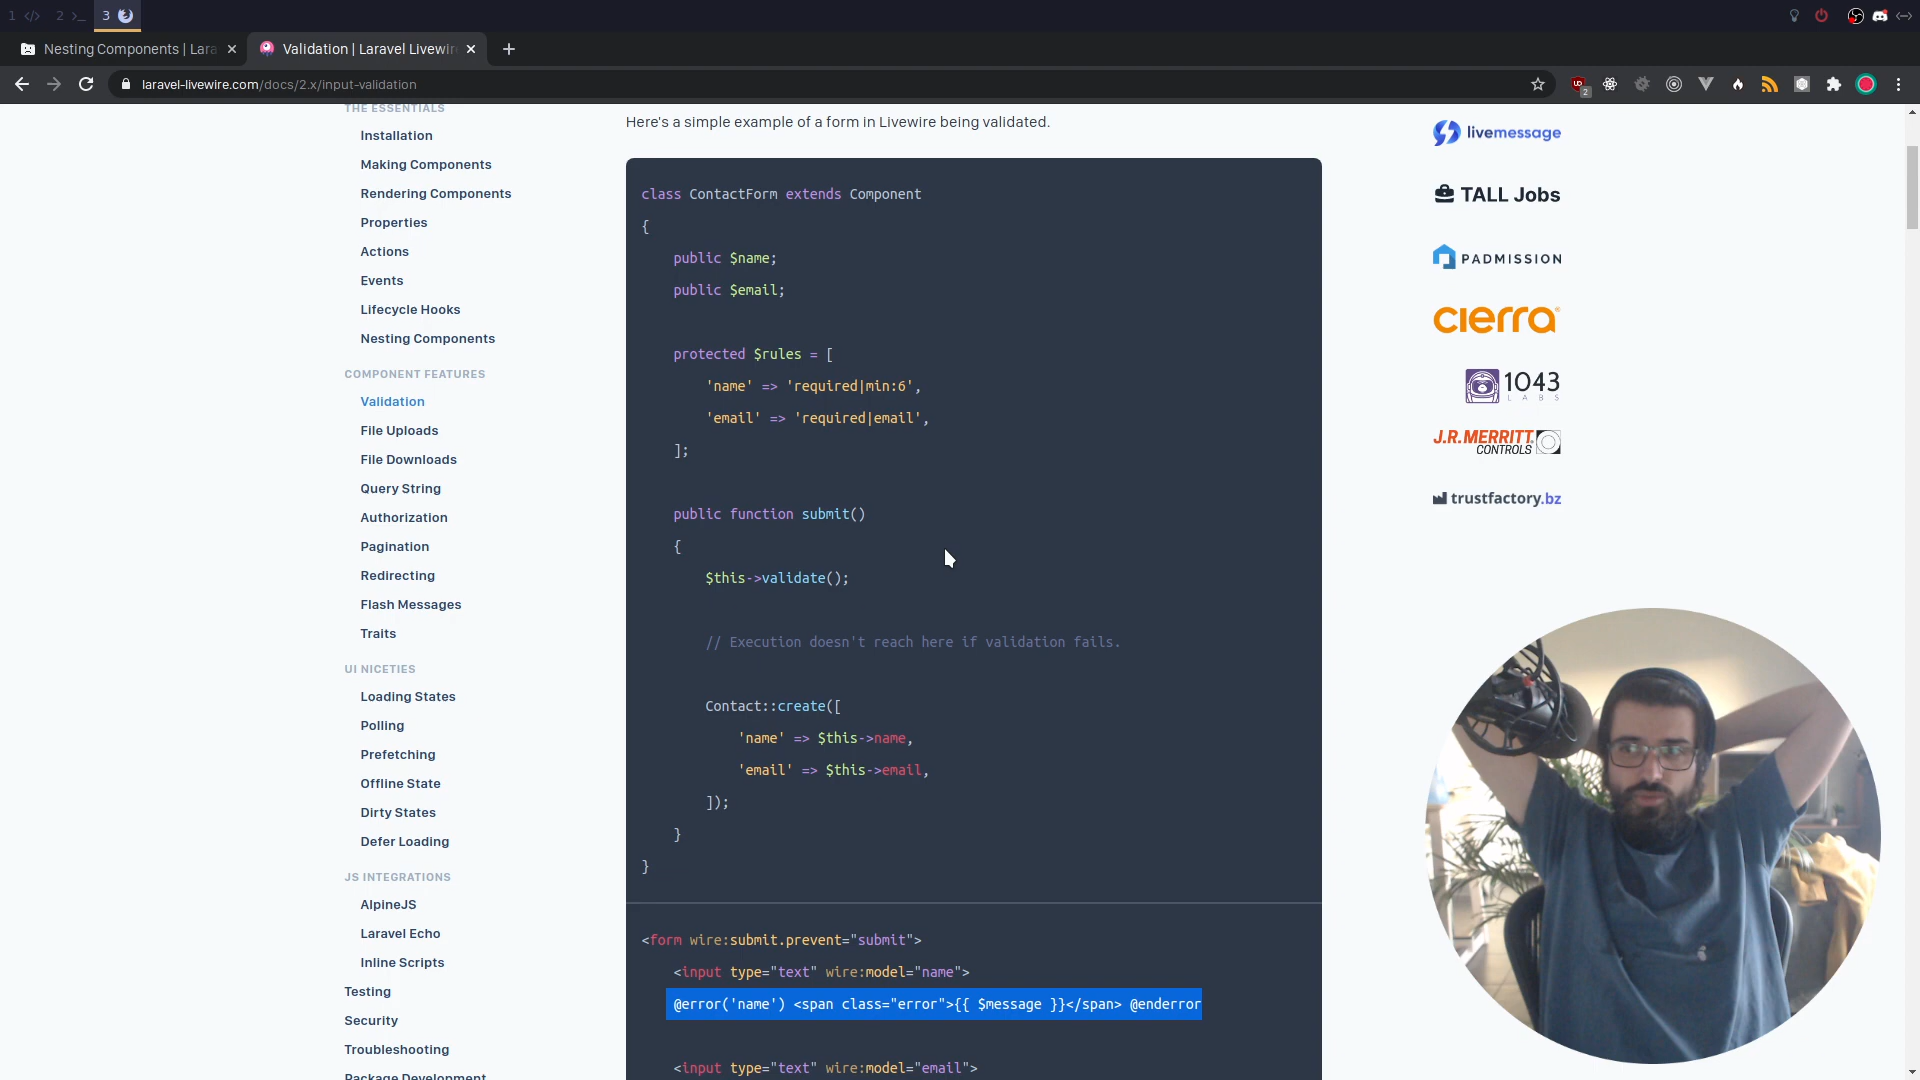 1 </>
2 >_
3
Nesting Components | Lara
Validation | Laravel Livewir
laravel-livewire.com/docs/2.x/input-validation
2
THE ESSENTIALS
Installation
Making Components
Rendering Components
Properties
Actions
Events
Lifecycle Hooks
Nesting Components
COMPONENT FEATURES
Validation
File Uploads
File Downloads
Query String
Authorization
Pagination
Redirecting
Flash Messages
Traits
UI NICETIES
Loading States
Polling
Prefetching
Offline State
Dirty States
Defer Loading
JS INTEGRATIONS
AlpineJS
Laravel Echo
Inline Scripts
Testing
Security
Troubleshooting
Package Development
Here's a simple example of a form in Livewire being validated.
class ContactForm extends Component
{
public $name;
public $email;
protected $rules = [
'name' => 'required|min:6',
'email' => 'required|email',
];
public function submit()
{
$this->validate();
// Execution doesn't reach here if validation fails.
Contact::create([
'name' => $this->name,
'email' => $this->email,
]);
}
}
<form wire:submit.prevent="submit">
<input type="text" wire:model="name">
@error('name') <span class="error">{{ $message }}</span> @enderror
<input type="text" wire:model="email">
livemessage
TALL Jobs
PADMISSION
cierra
1043
LABS
J.R.MERRITT
CONTROLS
trustfactory.bz